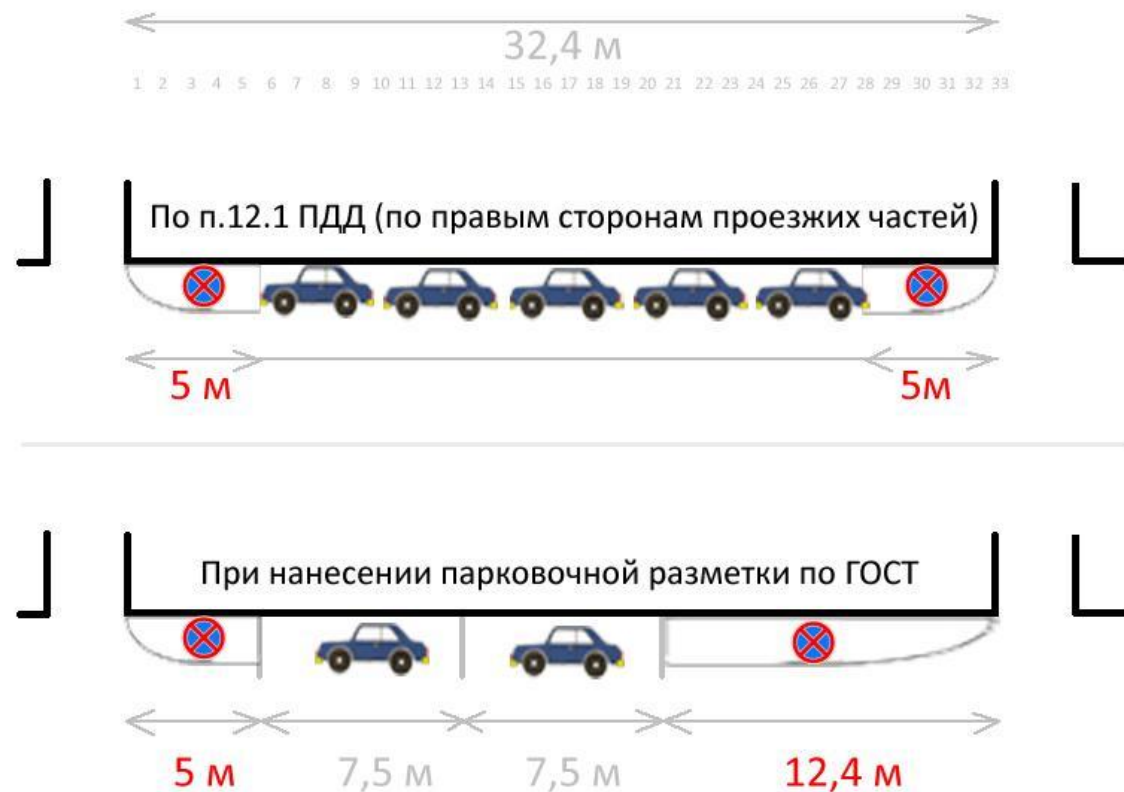 32,4 м
1 2 3 4 5 6 7 8 9 10 11 12 13 14 15 16 17 18 19 20 21 22 23 24 25 26 27 28 29 30 31 32 33
По п.12.1 ПДД (по правым сторонам проезжих частей)
5 м
5м
При нанесении парковочной разметки по ГОСТ
5 м
7,5 м
7,5 м
12,4 м